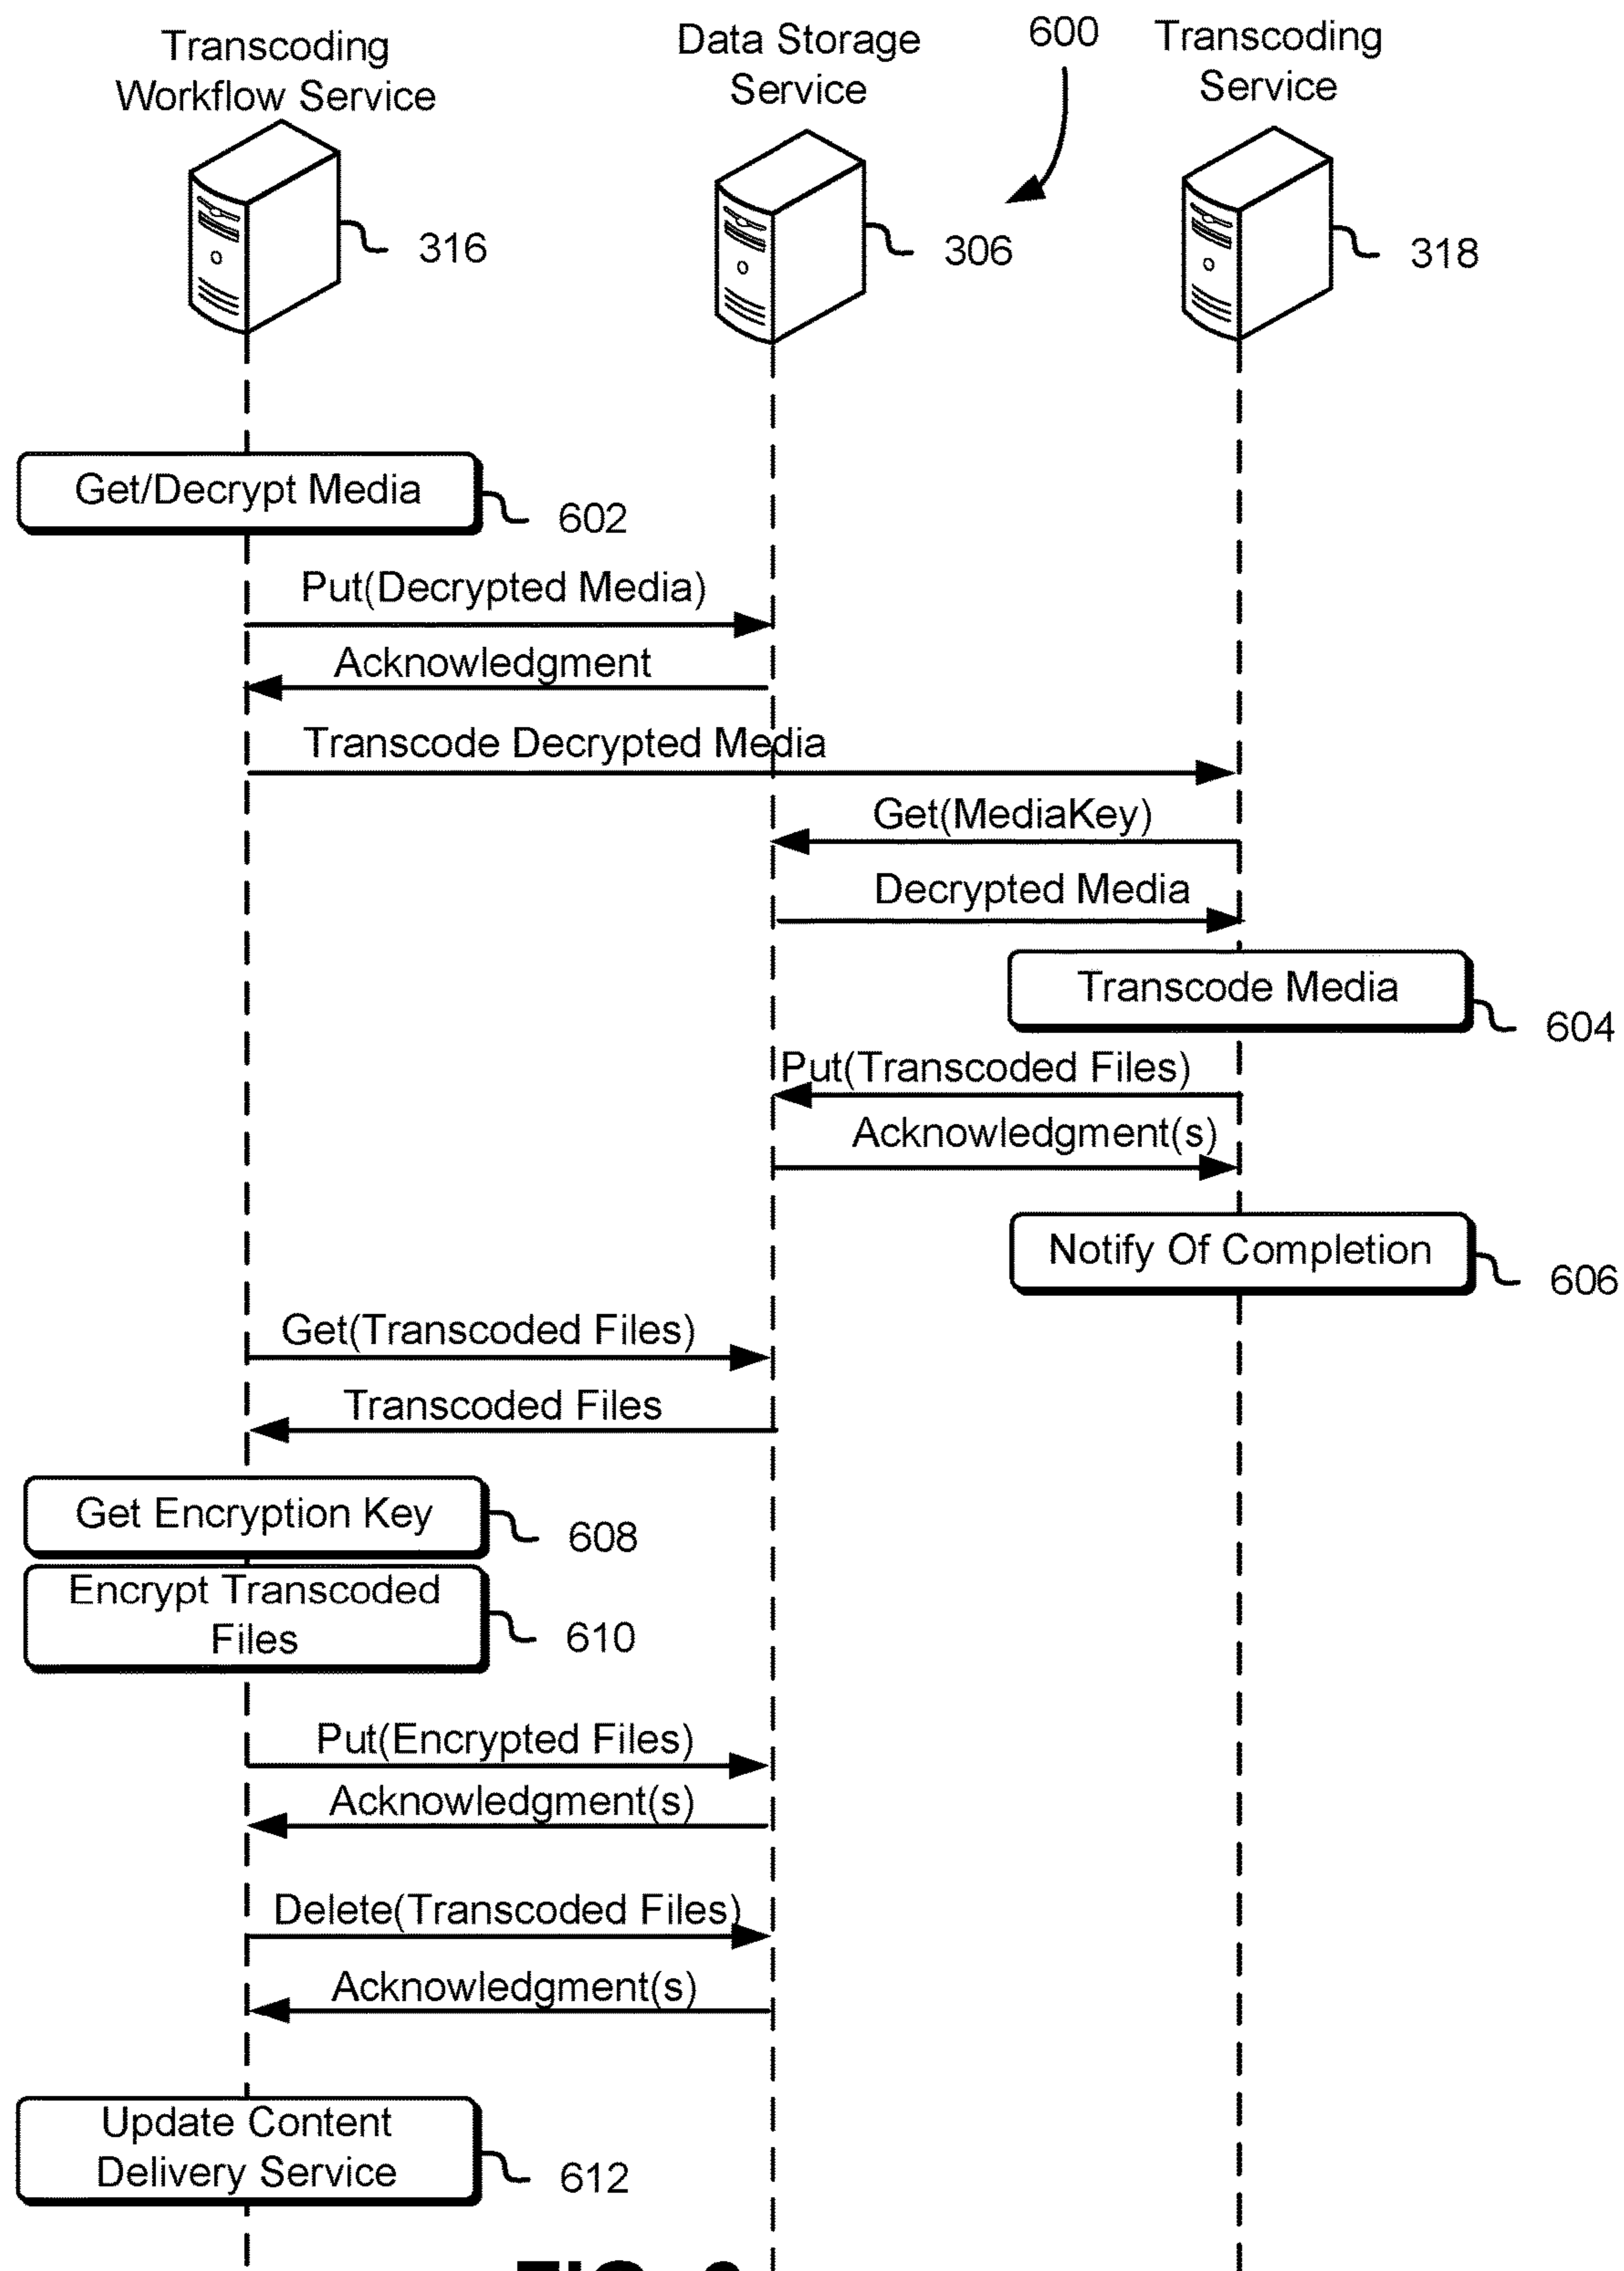 Transcoding
Workflow Service
Data Storage
Service
600
Transcoding
Service
316
306
318
Get/Decrypt Media
602
Put(Decrypted Media)
Acknowledgment
Transcode Decrypted Media
Get(MediaKey)
Decrypted Media
Transcode Media
604
Put(Transcoded Files)
Acknowledgment(s)
Notify Of Completion
606
Get(Transcoded Files)
Transcoded Files
Get Encryption Key
608
Encrypt Transcoded
Files
610
Put(Encrypted Files)
Acknowledgment(s)
Delete(Transcoded Files)
Acknowledgment(s)
Update Content
Delivery Service
612